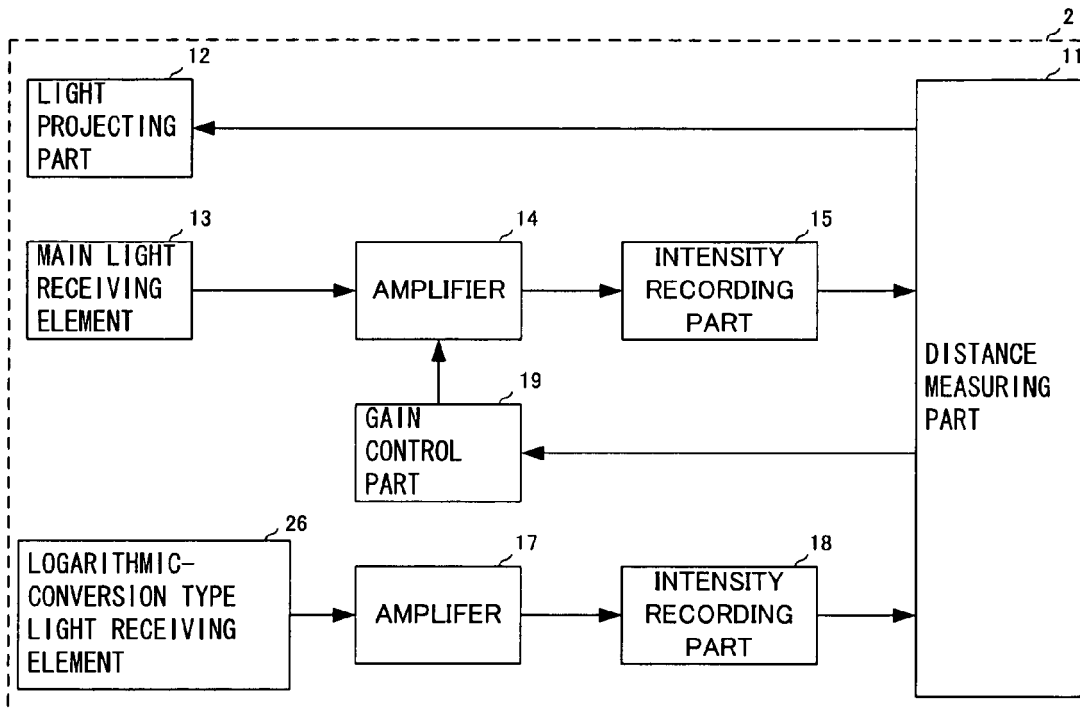 2
12
LIGHT
PROJECTING
PART
11
13
MAIN LIGHT
RECEIVING
ELEMENT
14
AMPLIFIER
15
INTENSITY
RECORDING
PART
DISTANCE
MEASURING
PART
19
GAIN
CONTROL
PART
26
LOGARITHMIC-
CONVERSION TYPE
LIGHT RECEIVING
ELEMENT
17
AMPLIFER
18
INTENSITY
RECORDING
PART